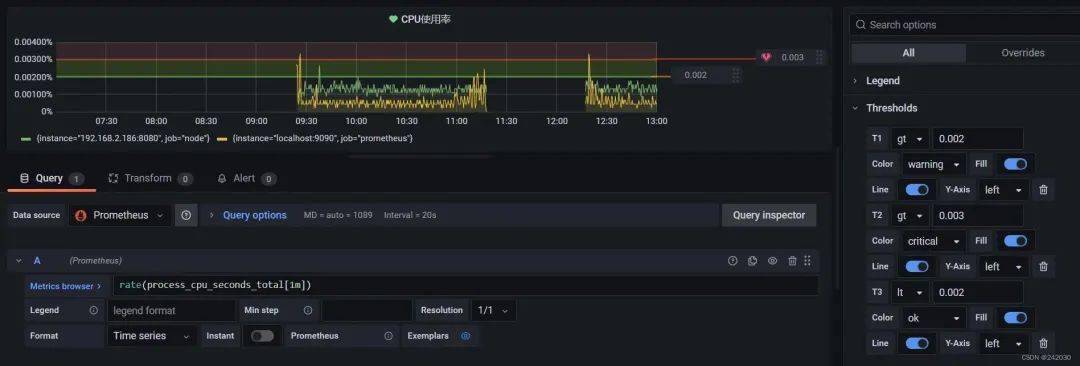 CPU使用率
0.00400%
0.00300%
0.00200%
0.00100%
0%
07:30 08:00 08:30 09:00 09:30 10:00 10:30 11:00 11:30 12:00 12:30 13:00
0.003
0.002
{instance="192.168.2.186:8080", job="node"} {instance="localhost:9090", job="prometheus"}
Query 1 Transform 0 Alert 0
Data source Prometheus Query options MD = auto = 1089 Interval = 20s Query inspector
A (Prometheus)
Metrics browser > rate(process_cpu_seconds_total[1m])
Legend legend format Min step Resolution 1/1
Format Time series Instant Prometheus Exemplars
Search options
All Overrides
Legend
Thresholds
T1 gt 0.002
Color warning Fill
Line Y-Axis left
T2 gt 0.003
Color critical Fill
Line Y-Axis left
T3 lt 0.002
Color ok Fill
Line Y-Axis left
CSDN @242030